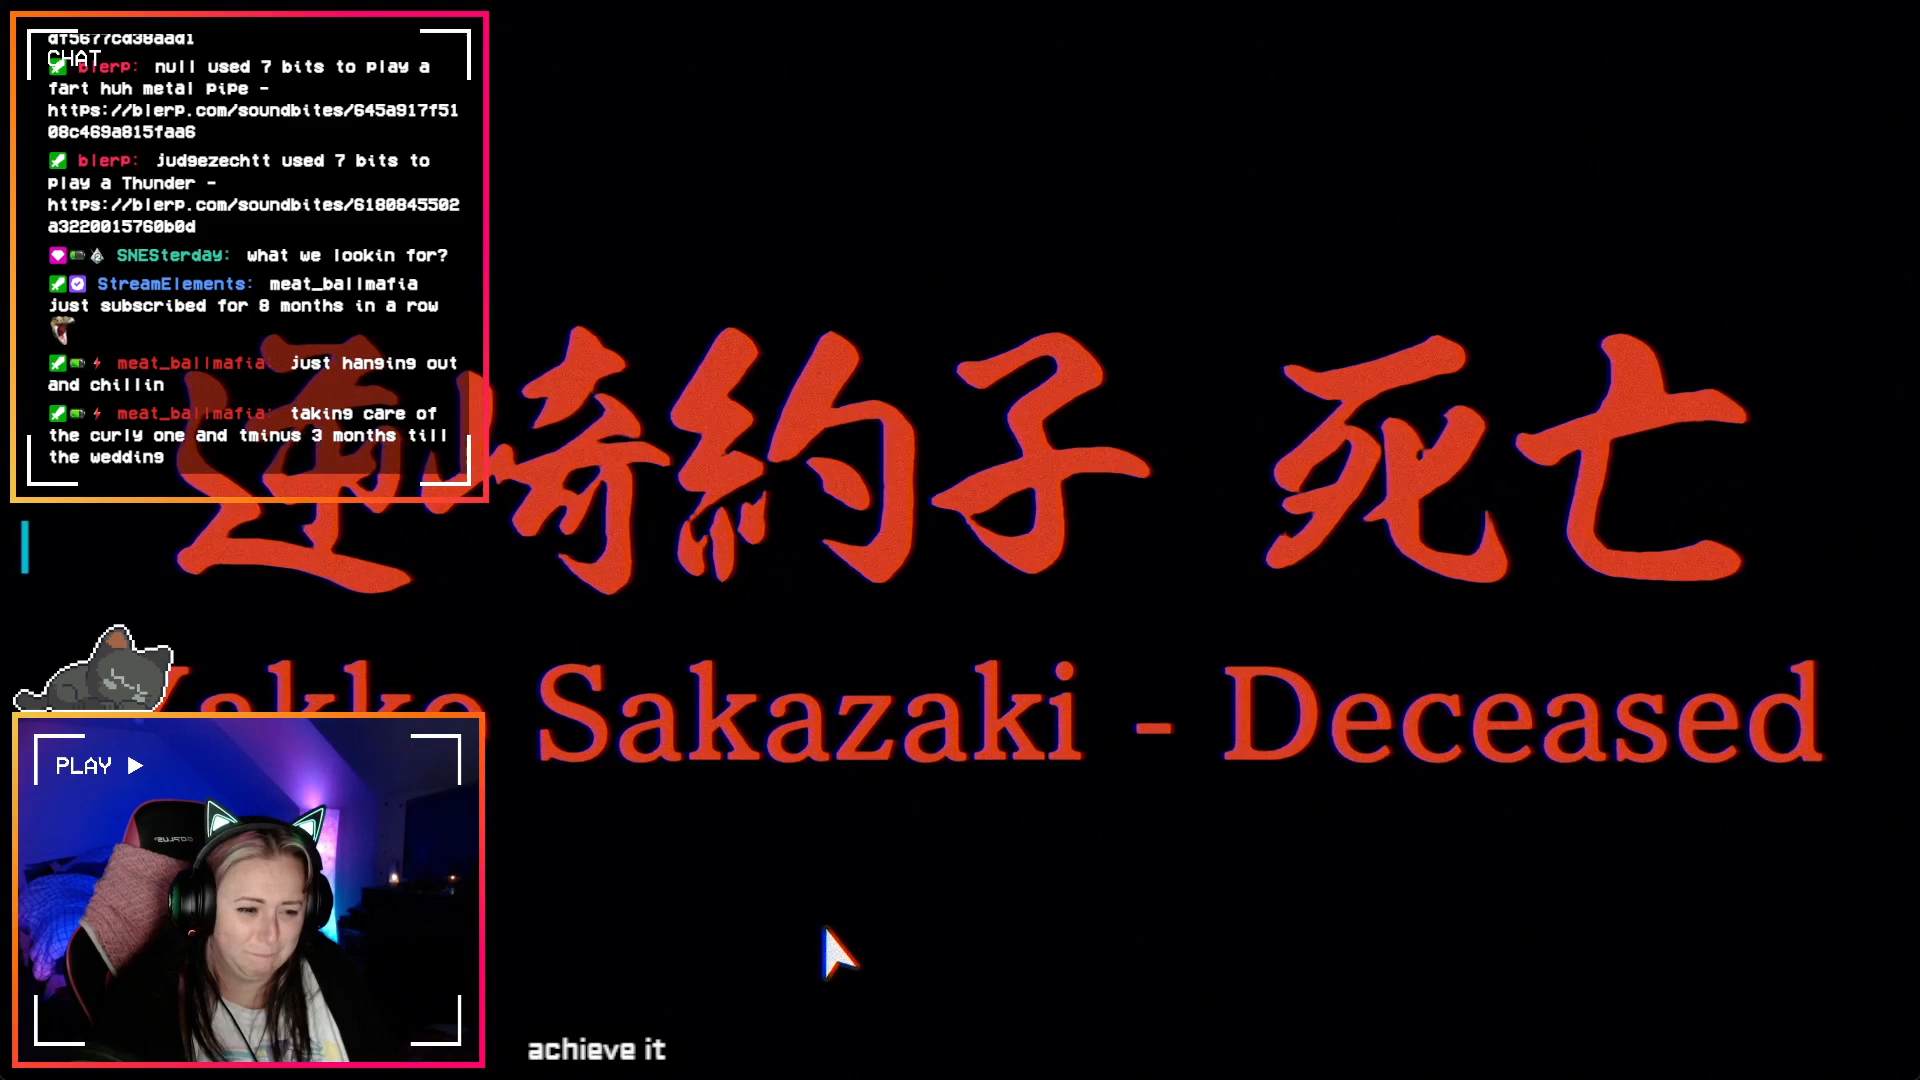 df5677cd38aad1
CHAT
blerp: null used 7 bits to play a
fart huh metal pipe -
https://blerp.com/soundbites/645a917f51
08c469a815faa6
blerp: judgezechtt used 7 bits to
play a Thunder -
https://blerp.com/soundbites/6180845502
a3220015760b0d
SNESterday: what we lookin for?
StreamElements: meat_ballmafia
just subscribed for 8 months in a row
meat_ballmafia: just hanging out
and chillin
meat_ballmafia: taking care of
the curly one and tminus 3 months till
the wedding
逆崎約子 死亡
Yakko Sakazaki - Deceased
PLAY
achieve it